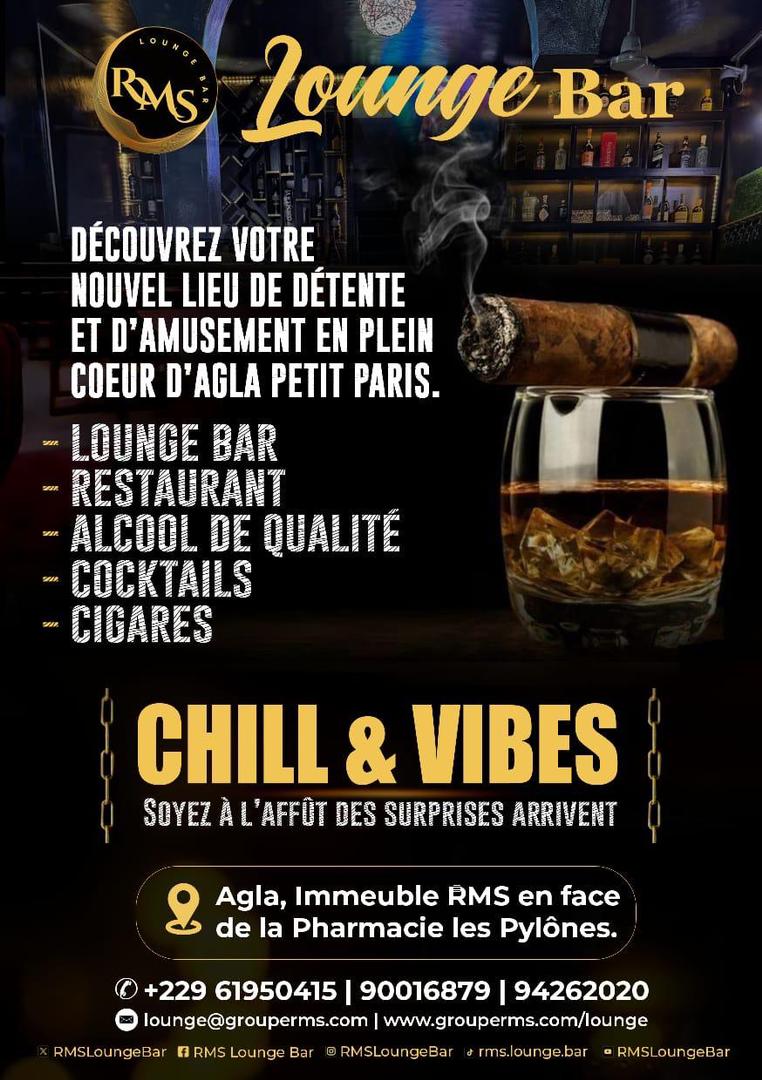 LOUNGE BAR
RMS
Lounge Bar
DÉCOUVREZ VOTRE
NOUVEL LIEU DE DÉTENTE
ET D'AMUSEMENT EN PLEIN
COEUR D'AGLA PETIT PARIS.
- LOUNGE BAR
- RESTAURANT
- ALCOOL DE QUALITÉ
- COCKTAILS
- CIGARES
CHILL & VIBES
SOYEZ À L'AFFÛT DES SURPRISES ARRIVENT
Agla, Immeuble RMS en face
de la Pharmacie les Pylônes.
+229 61950415 | 90016879 | 94262020
lounge@grouperms.com | www.grouperms.com/lounge
RMSLoungeBar RMS Lounge Bar RMSLoungeBar rms.lounge.bar RMSLoungeBar